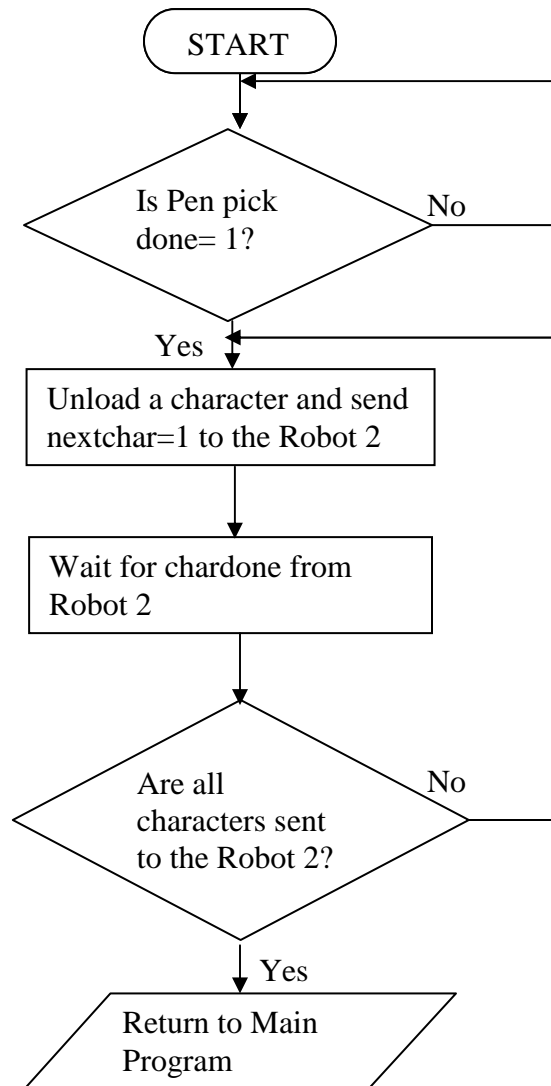 START
Is Pen pick
done= 1?
No
Yes
Unload a character and send
nextchar=1 to the Robot 2
Wait for chardone from
Robot 2
Are all
characters sent
to the Robot 2?
No
Yes
Return to Main
Program